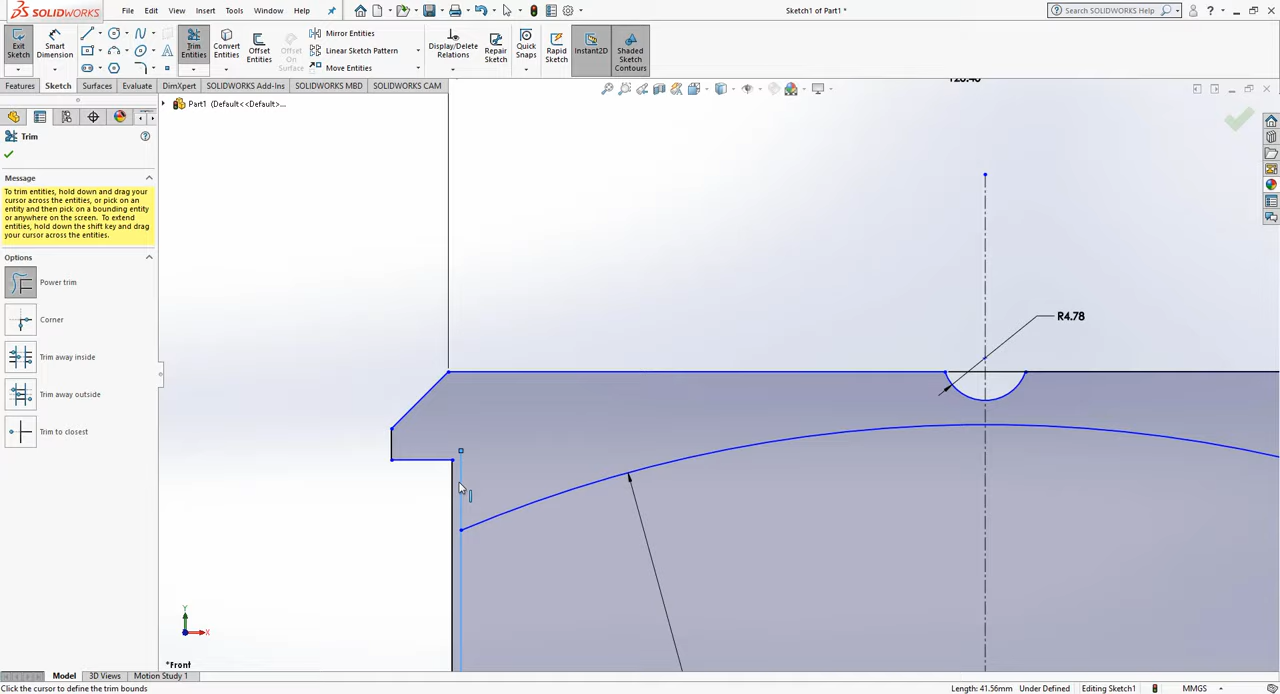 SOLIDWORKS
File
Edit
View
Insert
Tools
Window
Help
Sketch1 of Part1 *
Search SOLIDWORKS Help
Exit Sketch
Smart Dimension
Trim Entities
Convert Entities
Offset Entities
Offset On Surface
Mirror Entities
Linear Sketch Pattern
Move Entities
Display/Delete Relations
Repair Sketch
Quick Snaps
Rapid Sketch
Instant2D
Shaded Sketch Contours
Features
Sketch
Surfaces
Evaluate
DimXpert
SOLIDWORKS Add-Ins
SOLIDWORKS MBD
SOLIDWORKS CAM
Part1 (Default<<Default>...
Trim
Message
To trim entities, hold down and drag your
cursor across the entities, or pick on an
entity and then pick on a bounding entity
or anywhere on the screen. To extend
entities, hold down the shift key and drag
your cursor across the entities.
Options
Power trim
Corner
Trim away inside
Trim away outside
Trim to closest
R4.78
Y
X
*Front
Model
3D Views
Motion Study 1
Click the cursor to define the trim bounds
Length: 41.56mm
Under Defined
Editing Sketch1
MMGS